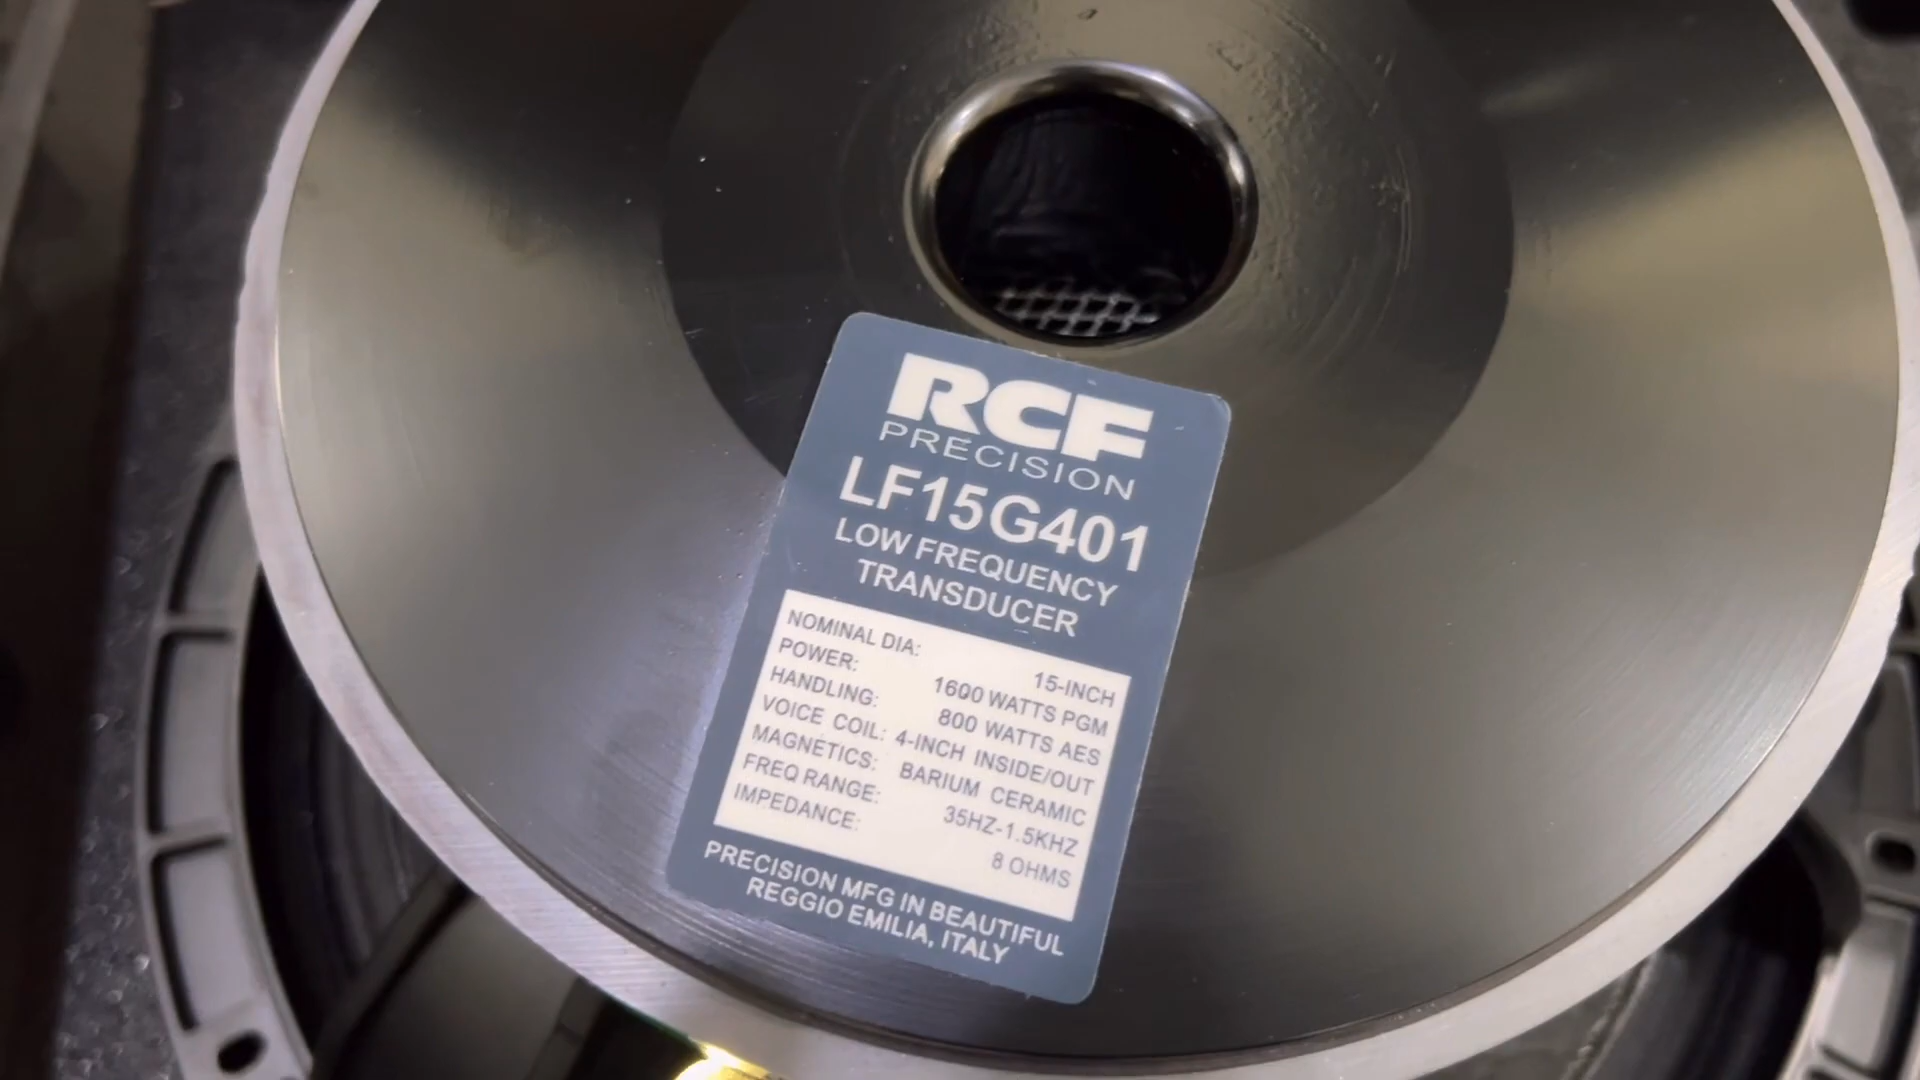 RCF
PRECISION
LF15G401
LOW FREQUENCY
TRANSDUCER
NOMINAL DIA: 15-INCH
POWER: 1600 WATTS PGM
HANDLING: 800 WATTS AES
VOICE COIL: 4-INCH INSIDE/OUT
MAGNETICS: BARIUM CERAMIC
FREQ RANGE: 35HZ-1.5KHZ
IMPEDANCE: 8 OHMS
PRECISION MFG IN BEAUTIFUL
REGGIO EMILIA, ITALY